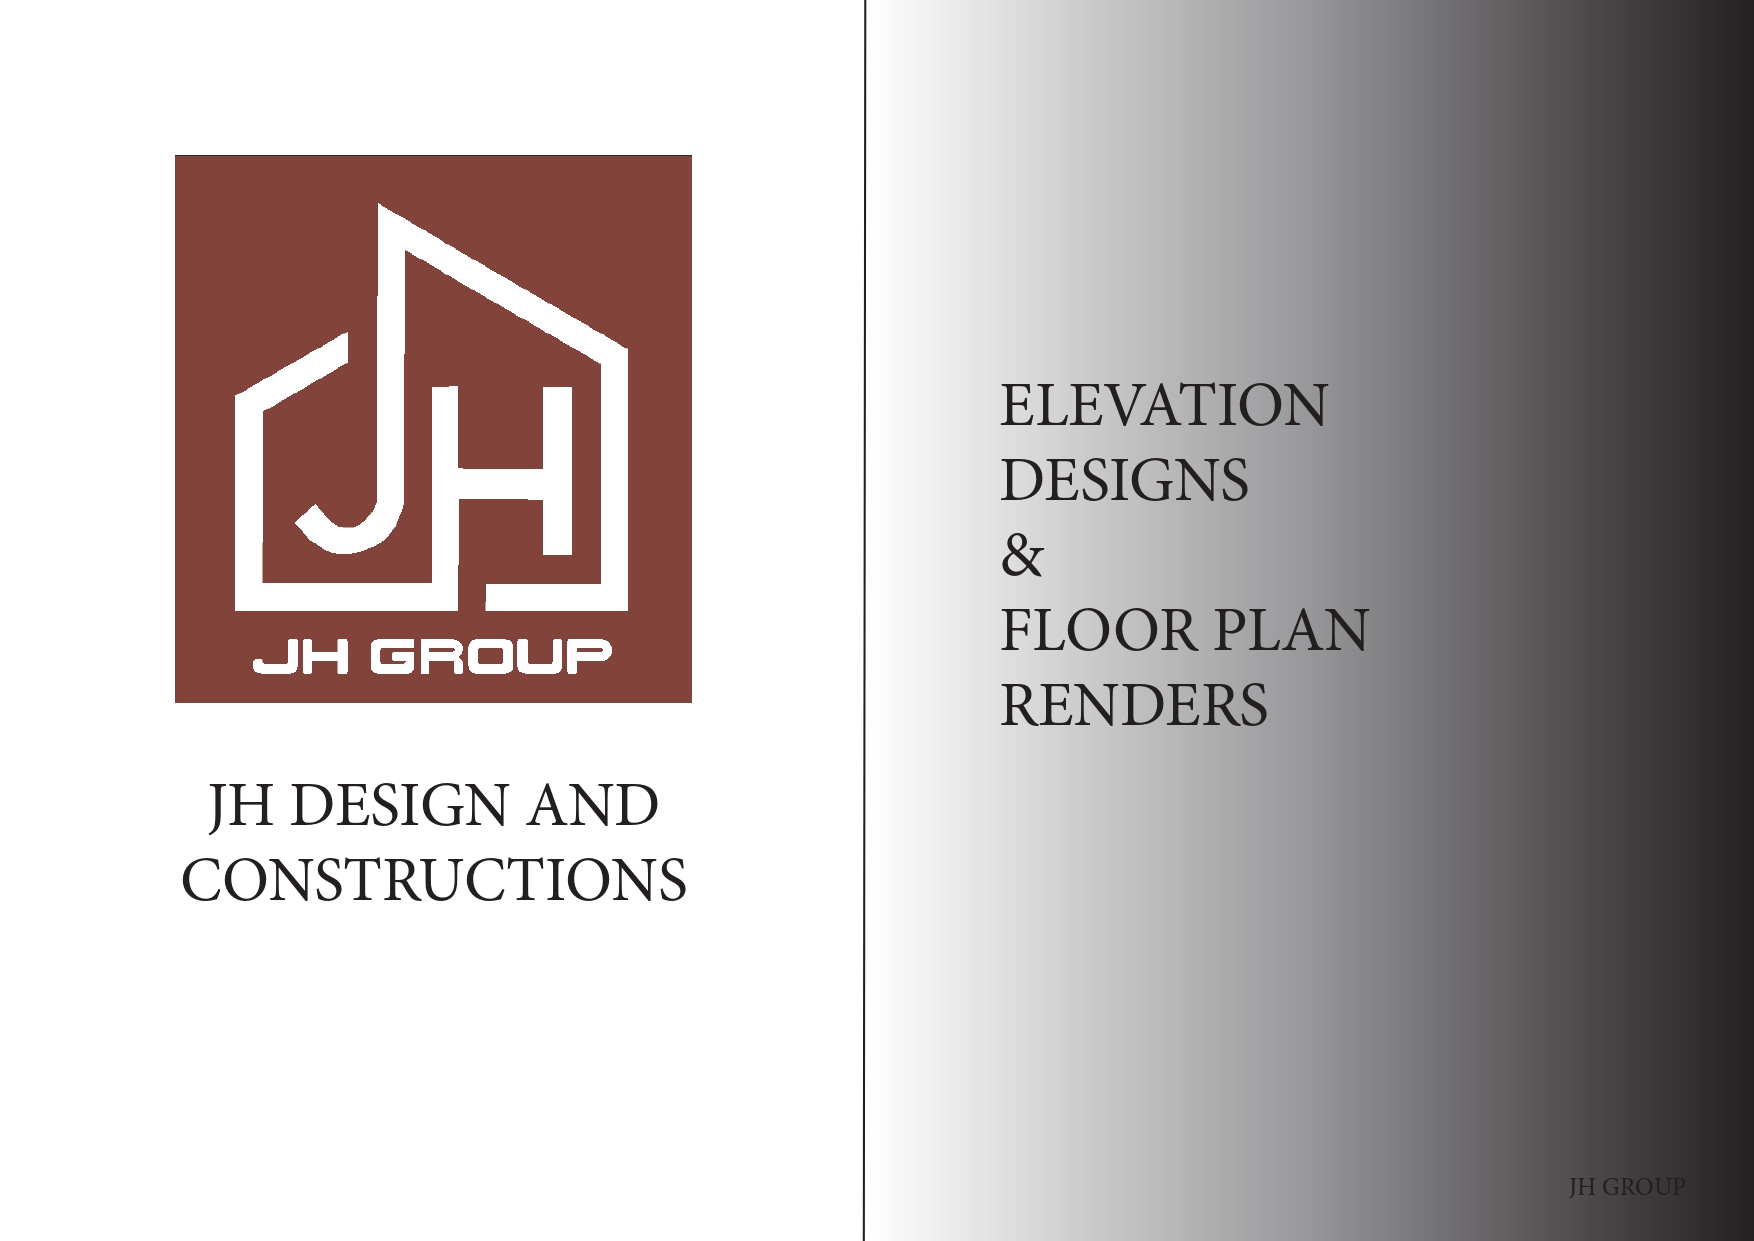 JH GROUP
JH DESIGN AND
CONSTRUCTIONS
ELEVATION
DESIGNS
&
FLOOR PLAN
RENDERS
JH GROUP